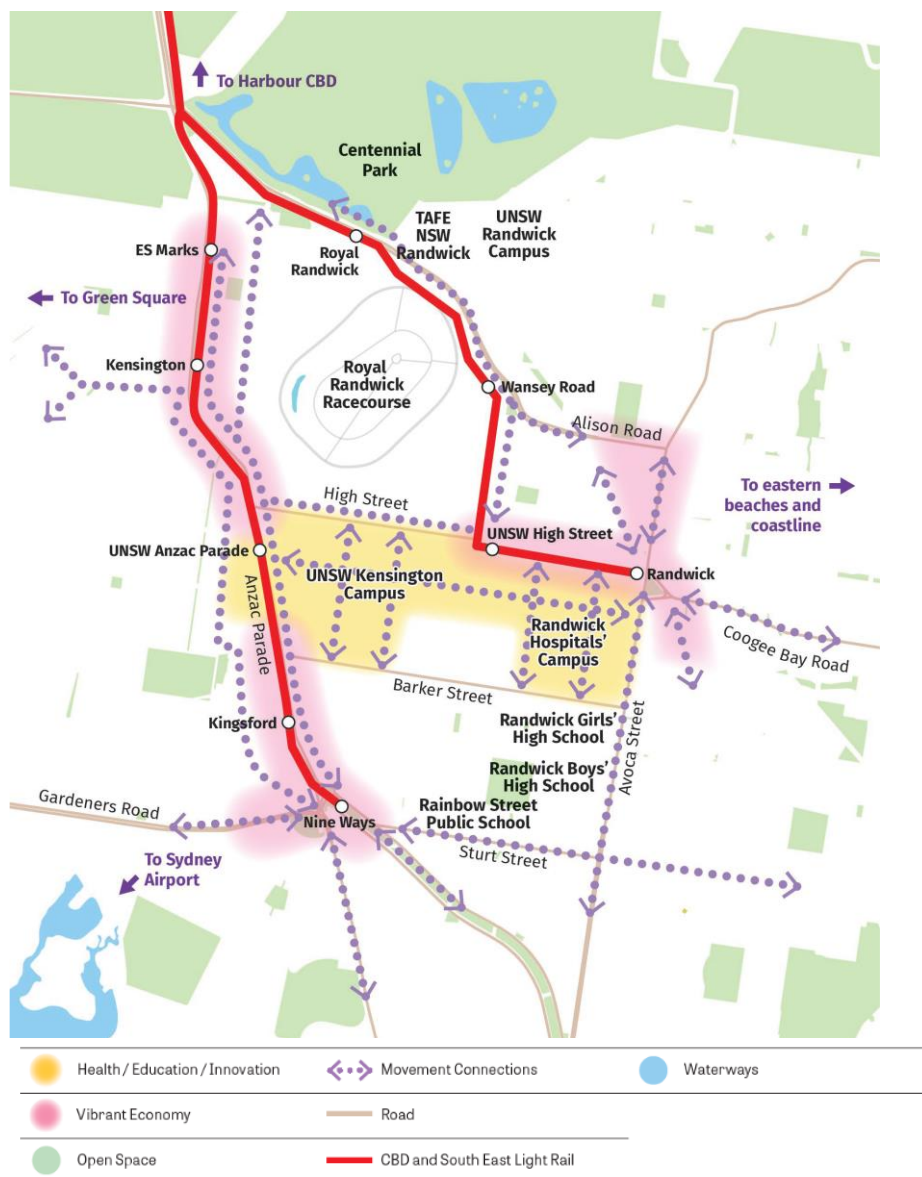 To Harbour CBD
Centennial
Park
TAFE
NSW
Randwick
UNSW
Randwick
Campus
ES Marks
Royal
Randwick
To Green Square
Kensington
Royal
Randwick
Racecourse
Wansey Road
Alison Road
To eastern
beaches and
coastline
High Street
UNSW High Street
UNSW Anzac Parade
UNSW Kensington
Campus
Randwick
Anzac Parade
Randwick
Hospitals'
Campus
Coogee Bay Road
Barker Street
Kingsford
Randwick Girls'
High School
Avoca Street
Randwick Boys'
High School
Gardeners Road
Nine Ways
Rainbow Street
Public School
Sturt Street
To Sydney
Airport
Health / Education / Innovation
Movement Connections
Waterways
Vibrant Economy
Road
Open Space
CBD and South East Light Rail